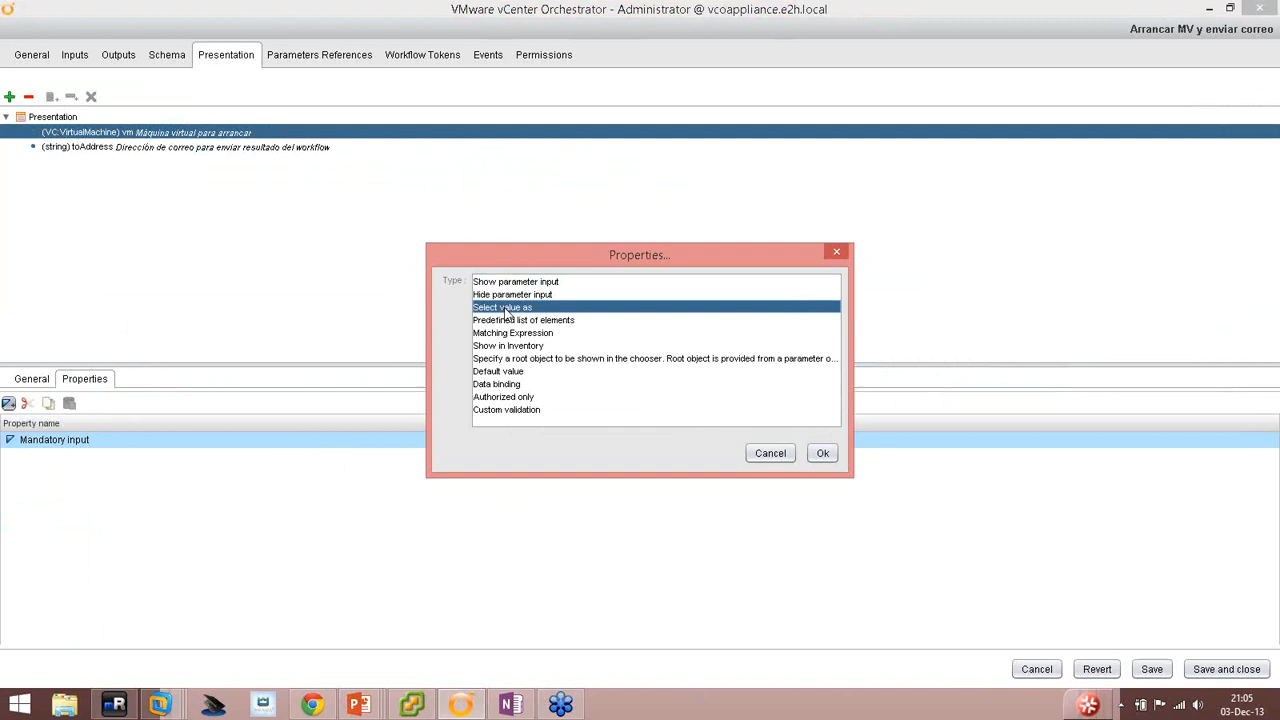 VMware vCenter Orchestrator - Administrator @ vcoappliance.e2h.local
Arrancar MV y enviar correo
General Inputs Outputs Schema Presentation Parameters References Workflow Tokens Events Permissions
Presentation
(VC:VirtualMachine) vm Máquina virtual para arrancar
(string) toAddress Dirección de correo para enviar resultado del workflow
Properties...
Type :
Show parameter input
Hide parameter input
Select value as
Predefined list of elements
Matching Expression
Show in Inventory
Specify a root object to be shown in the chooser. Root object is provided from a parameter o...
Default value
Data binding
Authorized only
Custom validation
Cancel Ok
General Properties
Property name
Mandatory input
Cancel Revert Save Save and close
21:05
03-Dec-13